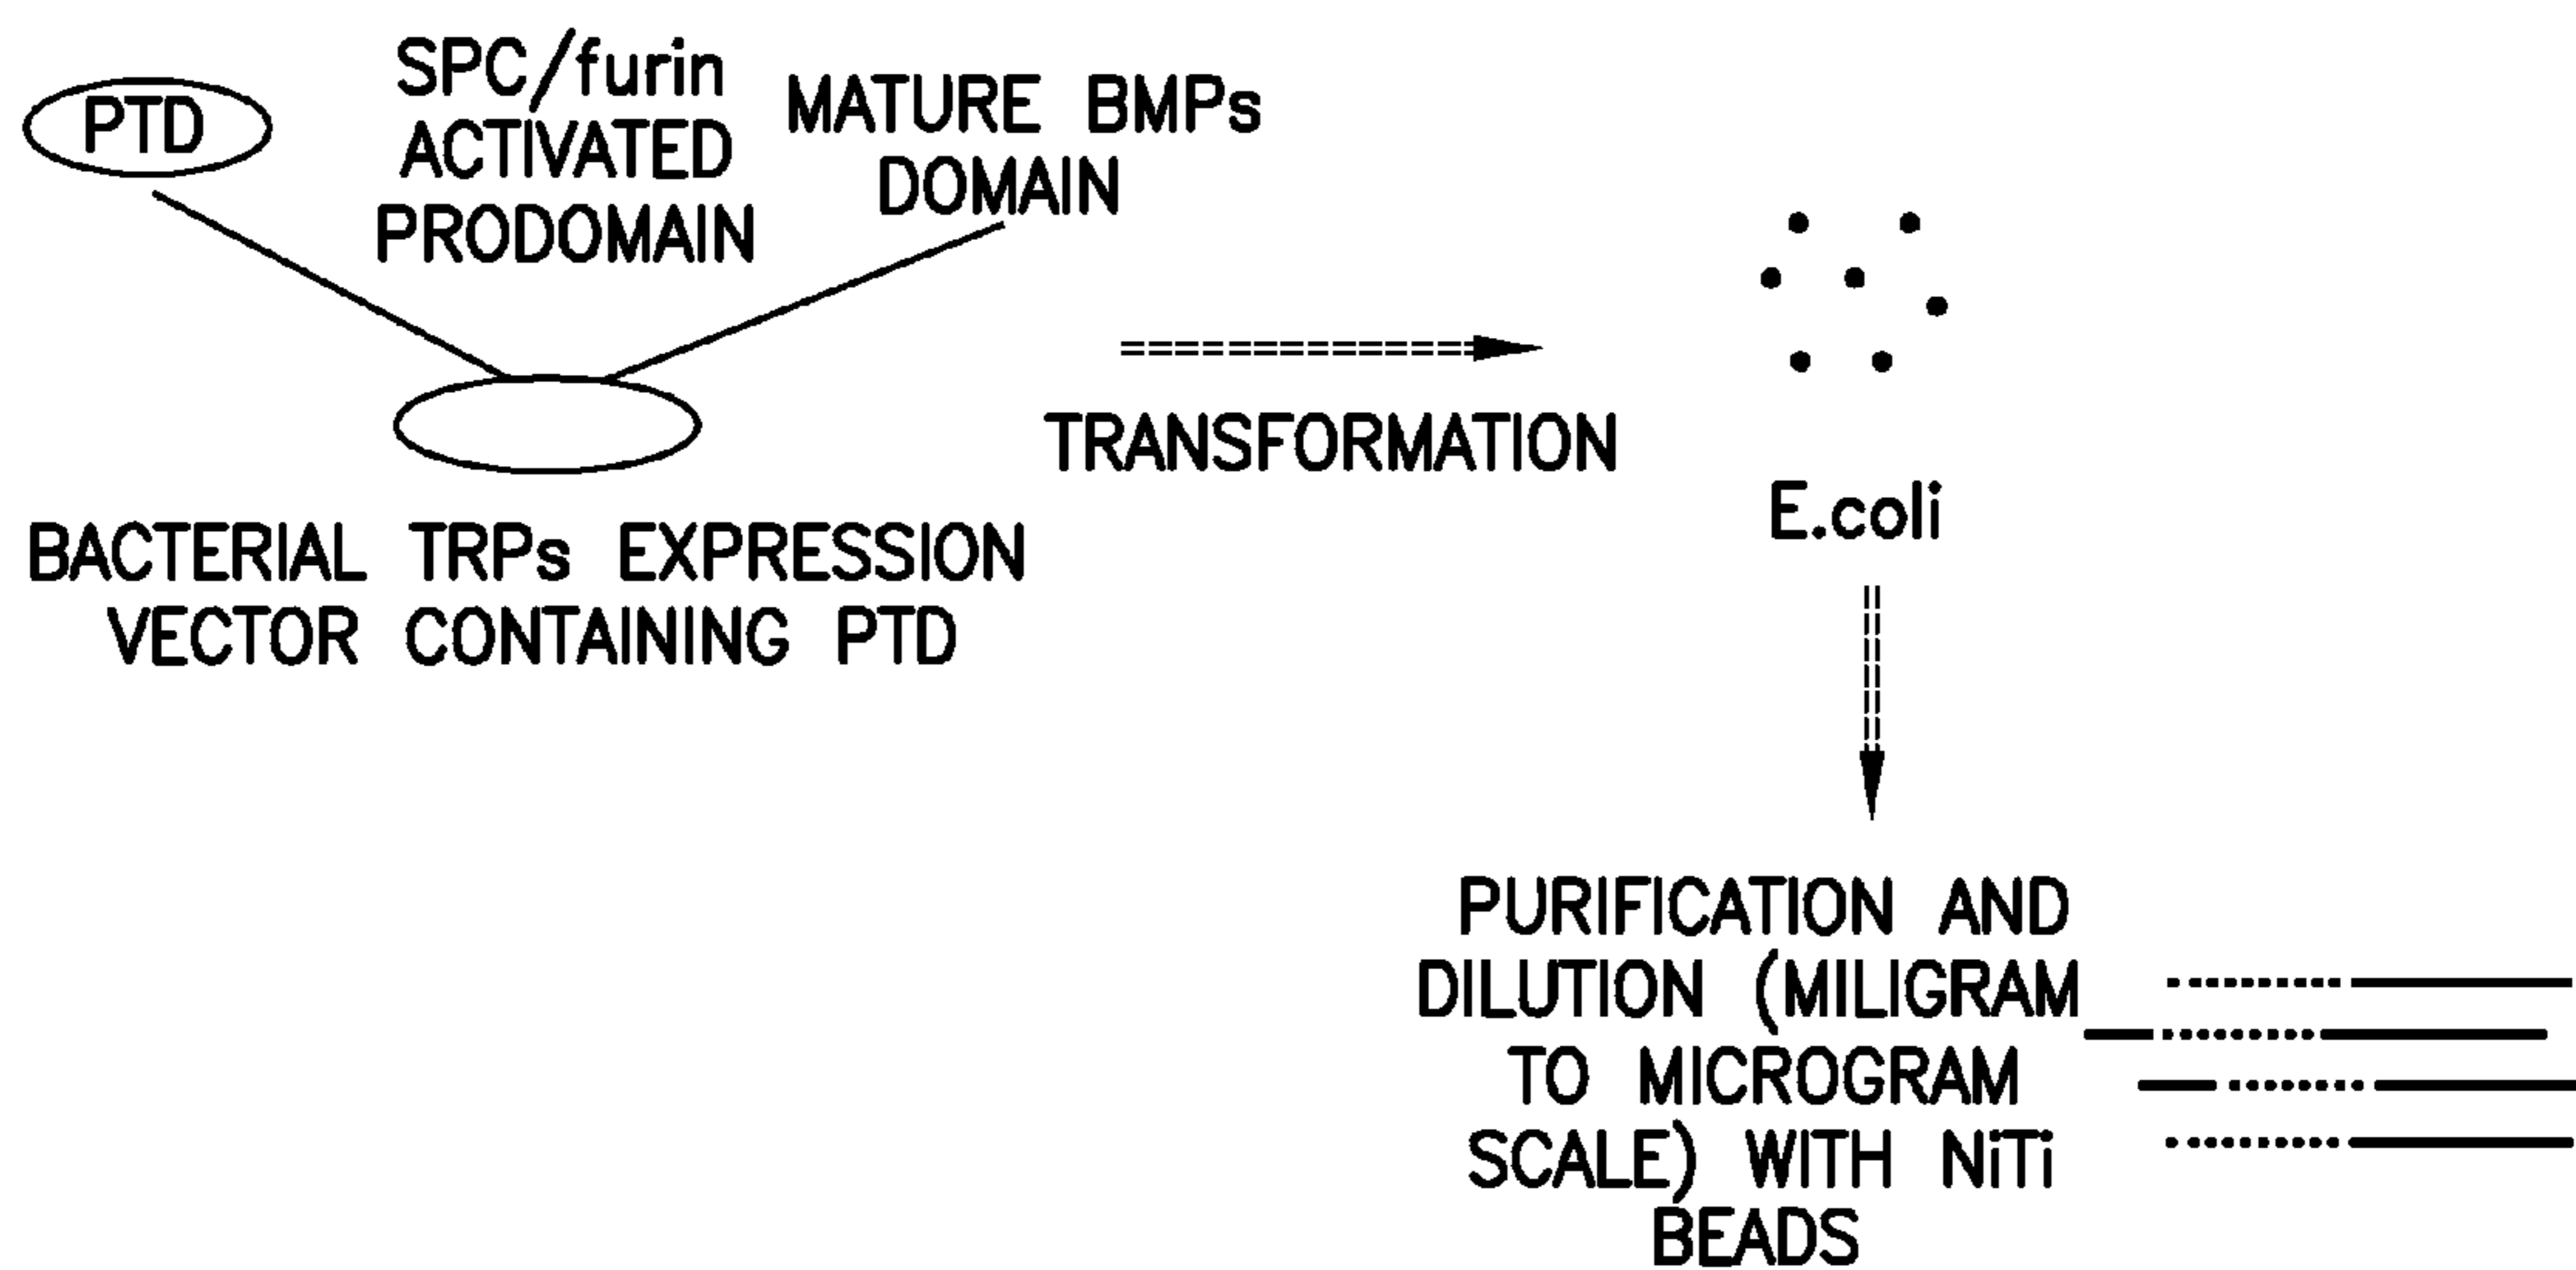 PTD
SPC/furin
ACTIVATED
PRODOMAIN
MATURE BMPs
DOMAIN
BACTERIAL TRPs EXPRESSION
VECTOR CONTAINING PTD
TRANSFORMATION
E.coli
PURIFICATION AND
DILUTION (MILIGRAM
TO MICROGRAM
SCALE) WITH NiTi
BEADS